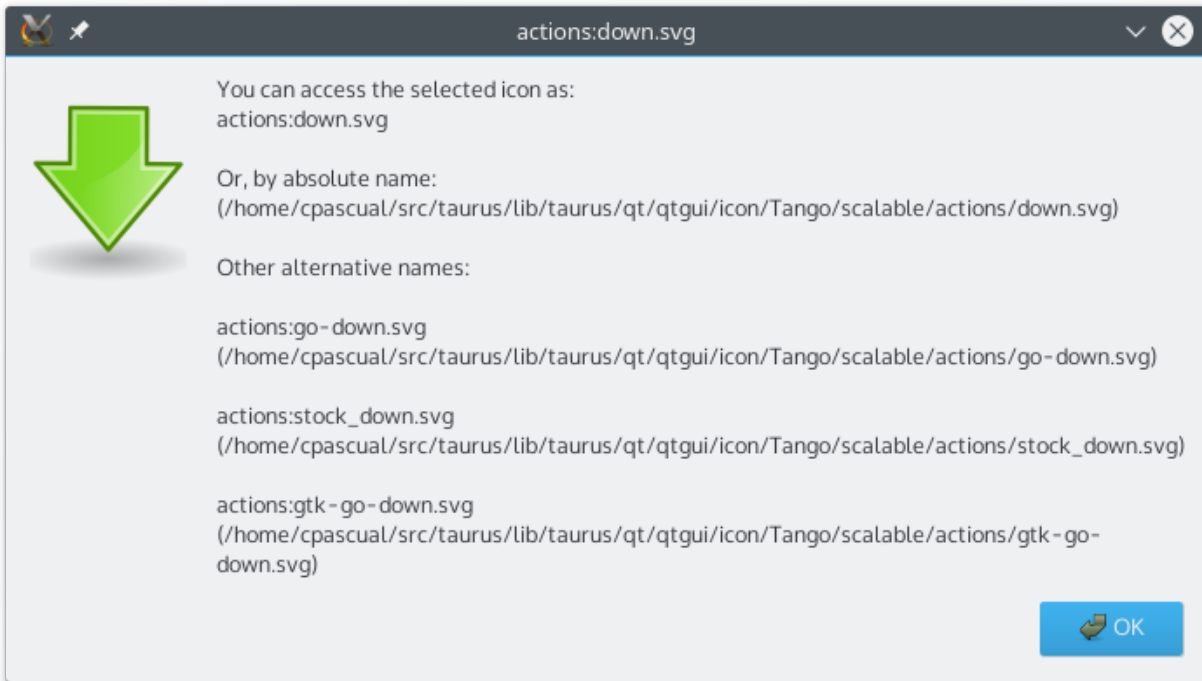 actions:down.svg
You can access the selected icon as:
actions:down.svg
Or, by absolute name:
(/home/cpascual/src/taurus/lib/taurus/qt/qtgui/icon/Tango/scalable/actions/down.svg)
Other alternative names:
actions:go-down.svg
(/home/cpascual/src/taurus/lib/taurus/qt/qtgui/icon/Tango/scalable/actions/go-down.svg)
actions:stock_down.svg
(/home/cpascual/src/taurus/lib/taurus/qt/qtgui/icon/Tango/scalable/actions/stock_down.svg)
actions:gtk-go-down.svg
(/home/cpascual/src/taurus/lib/taurus/qt/qtgui/icon/Tango/scalable/actions/gtk-go-
down.svg)
OK